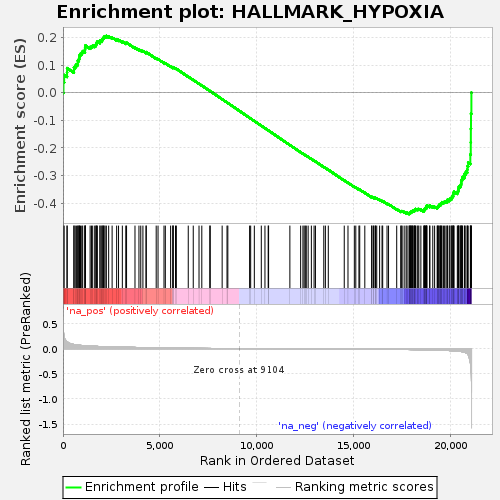 Enrichment plot: HALLMARK_HYPOXIA
Enrichment score (ES)
0.2
0.1
0.0
-0.1
-0.2
-0.3
-0.4
'na_pos' (positively correlated)
Ranked list metric (PreRanked)
0.5
0.0
-0.5
-1.0
-1.5
Zero cross at 9104
'na_neg' (negatively correlated)
0
5,000
10,000
15,000
20,000
Rank in Ordered Dataset
Enrichment profile
Hits
Ranking metric scores